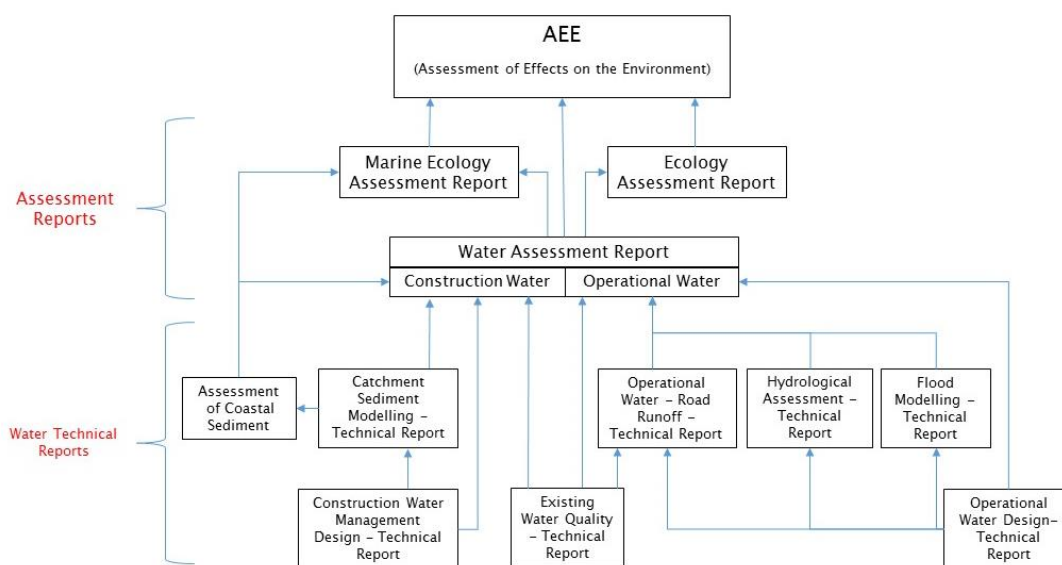 AEE
(Assessment of Effects on the Environment)
Marine Ecology
Assessment Report
Ecology
Assessment Report
Assessment
Reports
Water Assessment Report
Construction Water
Operational Water
Assessment
of Coastal
Sediment
Catchment
Sediment
Modelling –
Technical Report
Operational
Water – Road
Runoff –
Technical Report
Hydrological
Assessment –
Technical
Report
Flood
Modelling –
Technical
Report
Water Technical
Reports
Construction Water
Management
Design – Technical
Report
Existing
Water Quality
– Technical
Report
Operational
Water Design–
Technical
Report